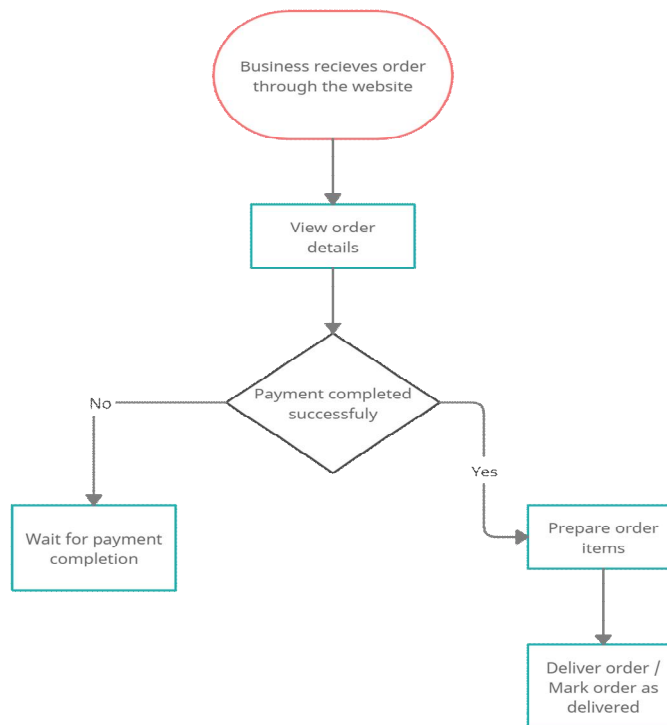 Business recieves order
through the website
View order
details
Payment completed
successfuly
No
Yes
Wait for payment
completion
Prepare order
items
Deliver order /
Mark order as
delivered